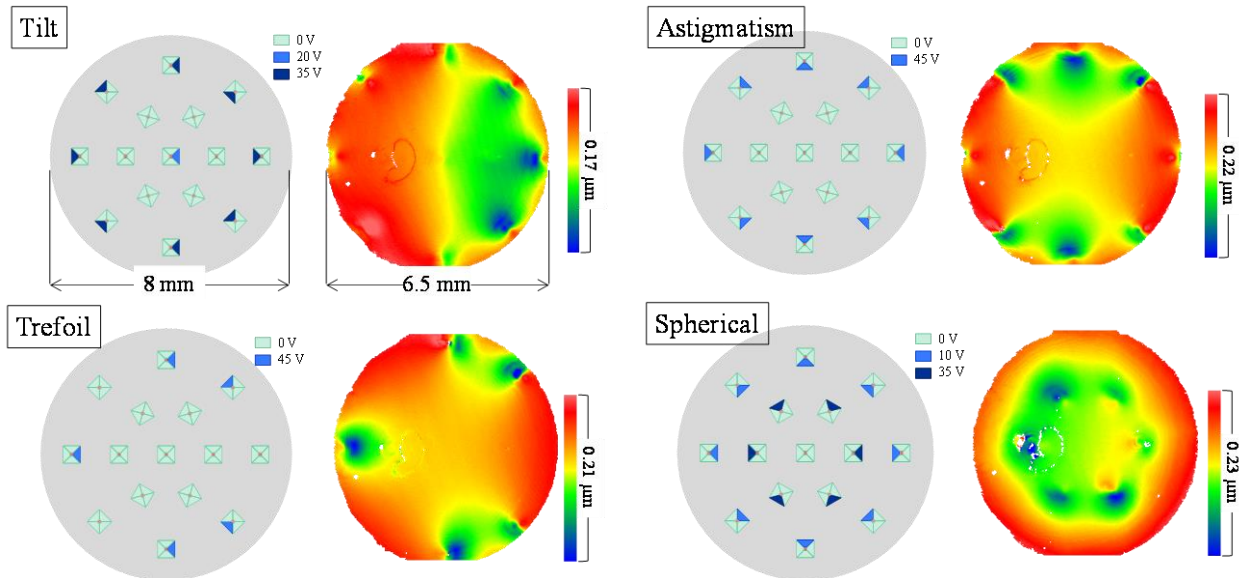 Tilt
0 V
20 V
35 V
0.17 µm
8 mm
6.5 mm
Astigmatism
0 V
45 V
0.22 µm
Trefoil
0 V
45 V
0.21 µm
Spherical
0 V
10 V
35 V
0.23 µm